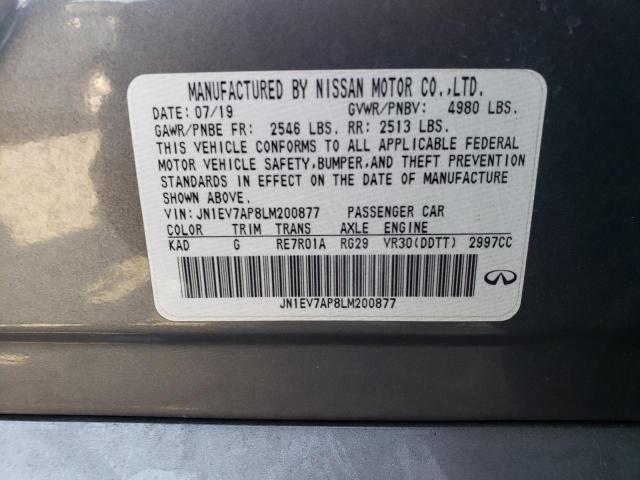 MANUFACTURED BY NISSAN MOTOR CO.,LTD.
DATE: 07/19 GVWR/PNBV: 4980 LBS.
GAWR/PNBE FR: 2546 LBS. RR: 2513 LBS.
THIS VEHICLE CONFORMS TO ALL APPLICABLE FEDERAL
MOTOR VEHICLE SAFETY, BUMPER, AND THEFT PREVENTION
STANDARDS IN EFFECT ON THE DATE OF MANUFACTURE
SHOWN ABOVE.
VIN: JN1EV7AP8LM200877 PASSENGER CAR
COLOR TRIM TRANS AXLE ENGINE
KAD G RE7R01A RG29 VR30(DDTT) 2997CC
JN1EV7AP8LM200877